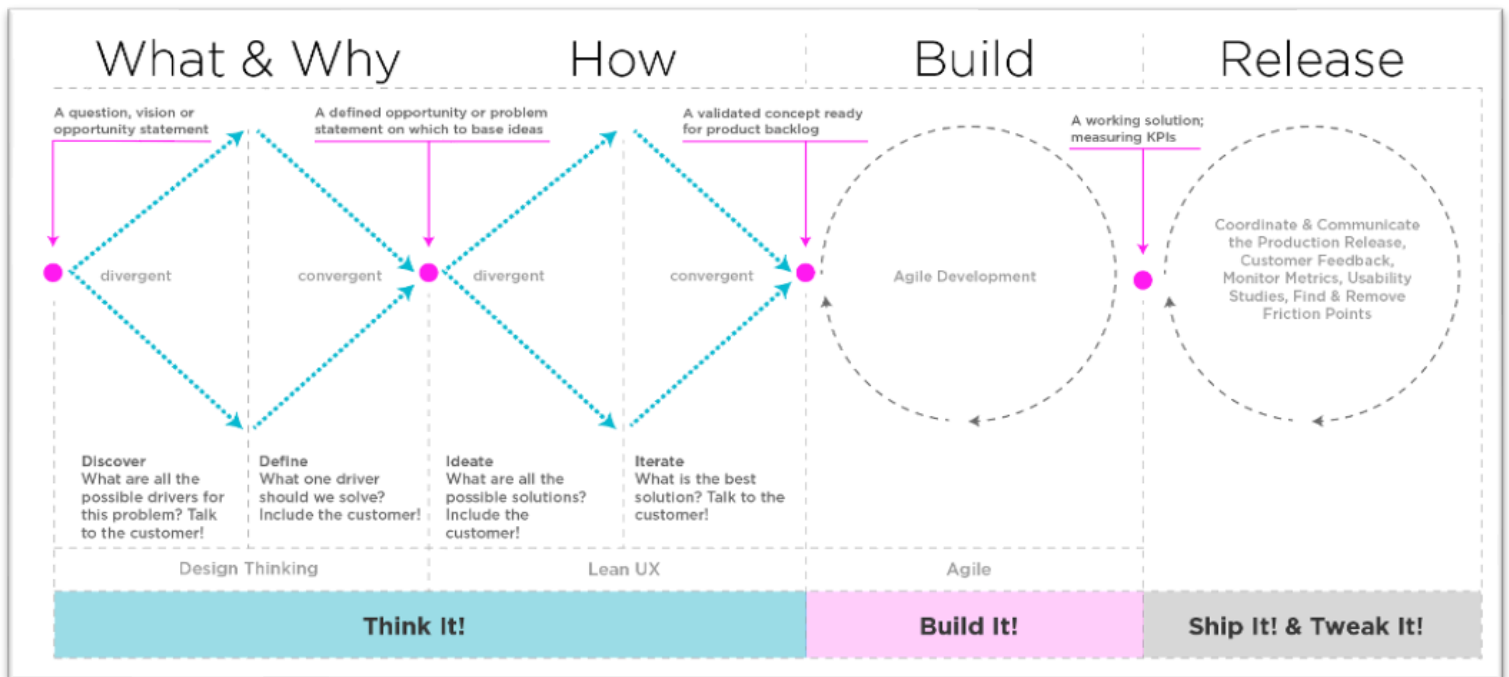 What & Why
How
Build
Release
A question, vision or
opportunity statement
A defined opportunity or problem
statement on which to base ideas
A validated concept ready
for product backlog
A working solution;
measuring KPIs
divergent
convergent
divergent
convergent
Agile Development
Coordinate & Communicate
the Production Release,
Customer Feedback,
Monitor Metrics, Usability
Studies, Find & Remove
Friction Points
Discover
What are all the
possible drivers for
this problem? Talk
to the customer!
Define
What one driver
should we solve?
Include the customer!
Ideate
What are all the
possible solutions?
Include the
customer!
Iterate
What is the best
solution? Talk to the
customer!
Design Thinking
Lean UX
Agile
Think It!
Build It!
Ship It! & Tweak It!